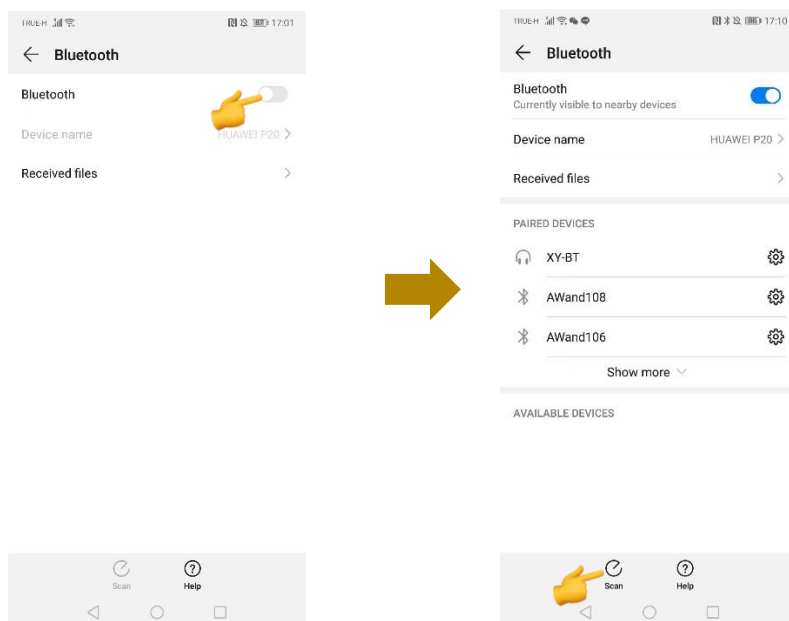 TRUE-H 17:01
Bluetooth
Bluetooth
Device name HUAWEI P20
Received files
Scan Help
TRUE-H 17:10
Bluetooth
Bluetooth
Currently visible to nearby devices
Device name HUAWEI P20
Received files
PAIRED DEVICES
XY-BT
AWand108
AWand106
Show more
AVAILABLE DEVICES
Scan Help